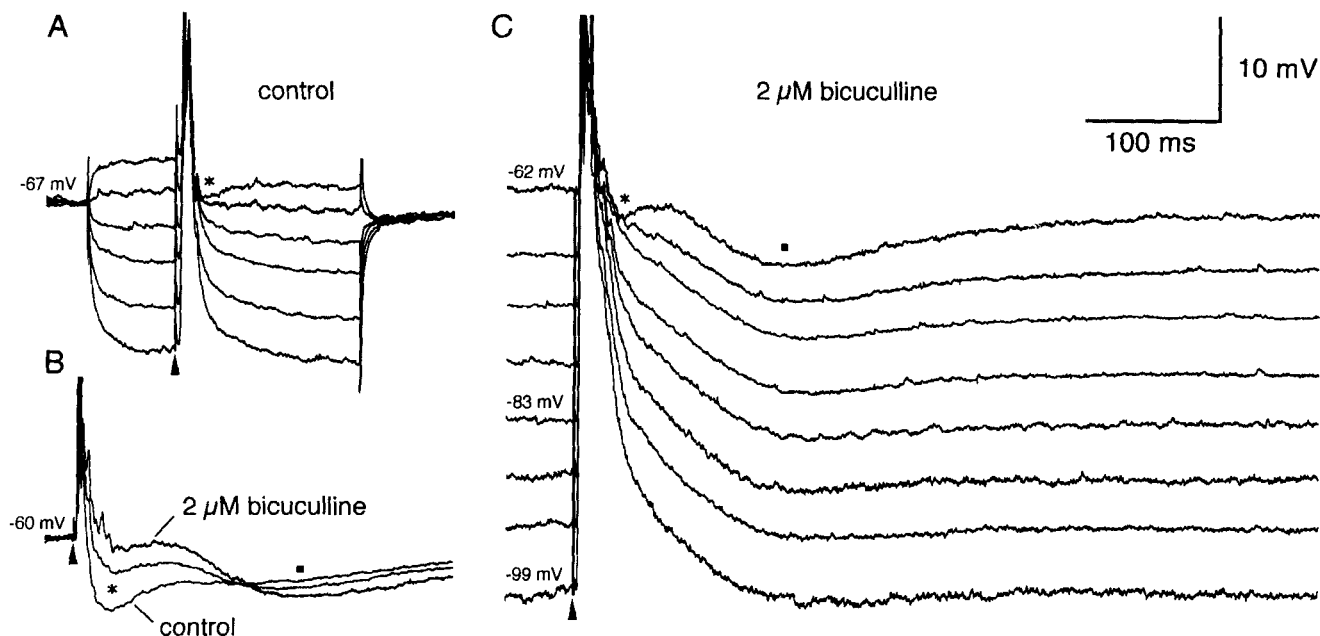 A
control
-67 mV
*
B
2 µM bicuculline
-60 mV
*
control
C
10 mV
2 µM bicuculline
100 ms
-62 mV
*
-83 mV
-99 mV